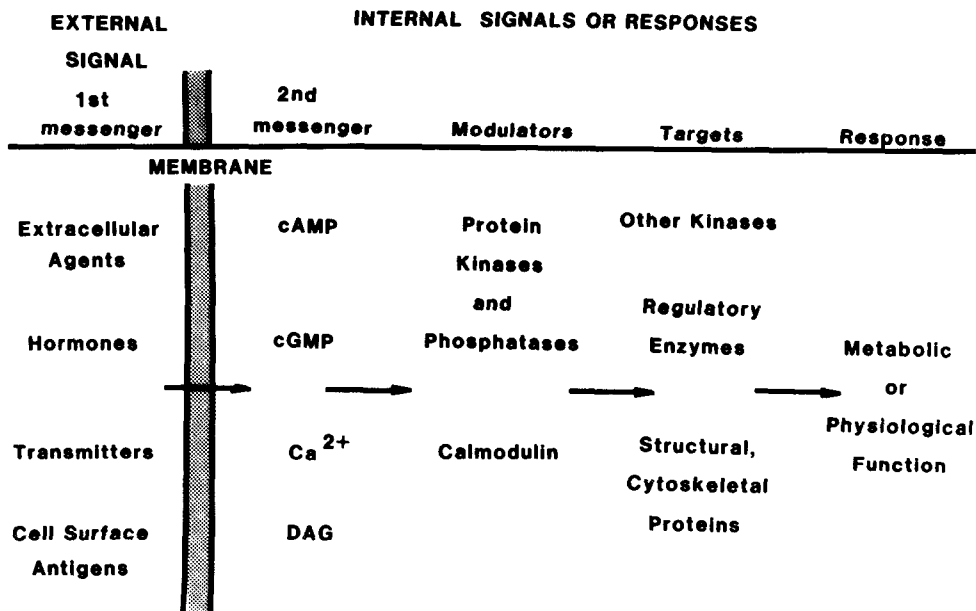 EXTERNAL
SIGNAL
INTERNAL SIGNALS OR RESPONSES
1st
messenger
2nd
messenger
Modulators
Targets
Response
MEMBRANE
Extracellular
Agents
Hormones
Transmitters
Cell Surface
Antigens
cAMP
cGMP
Ca²⁺
DAG
Protein
Kinases
and
Phosphatases
Calmodulin
Other Kinases
Regulatory
Enzymes
Structural,
Cytoskeletal
Proteins
Metabolic
or
Physiological
Function